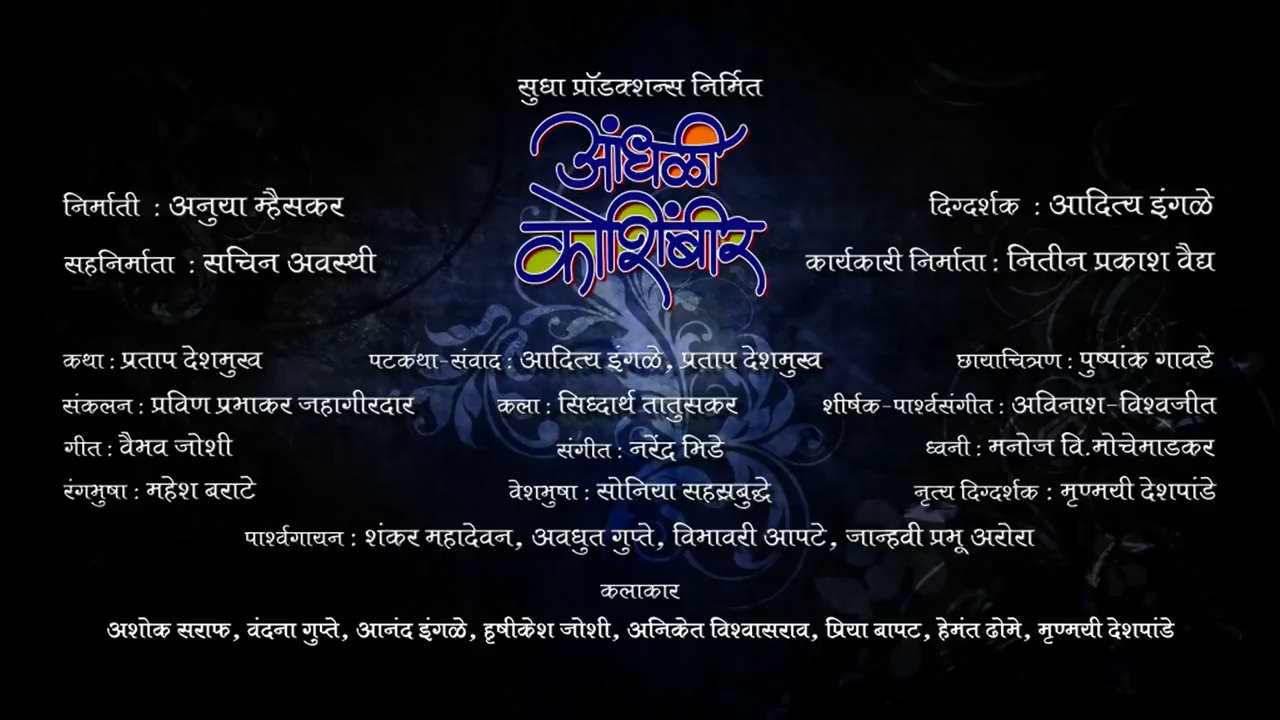 सुधा प्रॉडक्शन्स निर्मित
आंधळी
कोशिंबीर
निर्माती : अनुया म्हैसकर
दिग्दर्शक : आदित्य इंगळे
सहनिर्माता : सचिन अवस्थी
कार्यकारी निर्माता : नितीन प्रकाश वैद्य
कथा : प्रताप देशमुख पटकथा-संवाद : आदित्य इंगळे, प्रताप देशमुख छायाचित्रण : पुष्पांक गावडे
संकलन : प्रविण प्रभाकर जहागीरदार कला : सिध्दार्थ तातुसकर शीर्षक-पार्श्वसंगीत : अविनाश-विश्वजीत
गीत : वैभव जोशी संगीत : नरेंद्र भिडे ध्वनी : मनोज वि.मोचेमाडकर
रंगभुषा : महेश बराटे वेशभुषा : सोनिया सहस्रबुद्धे नृत्य दिग्दर्शक : मृण्मयी देशपांडे
पार्श्वगायन : शंकर महादेवन, अवधुत गुप्ते, विभावरी आपटे, जान्हवी प्रभू अरोरा
कलाकार
अशोक सराफ, वंदना गुप्ते, आनंद इंगळे, हृषीकेश जोशी, अनिकेत विश्वासराव, प्रिया बापट, हेमंत ढोमे, मृण्मयी देशपांडे